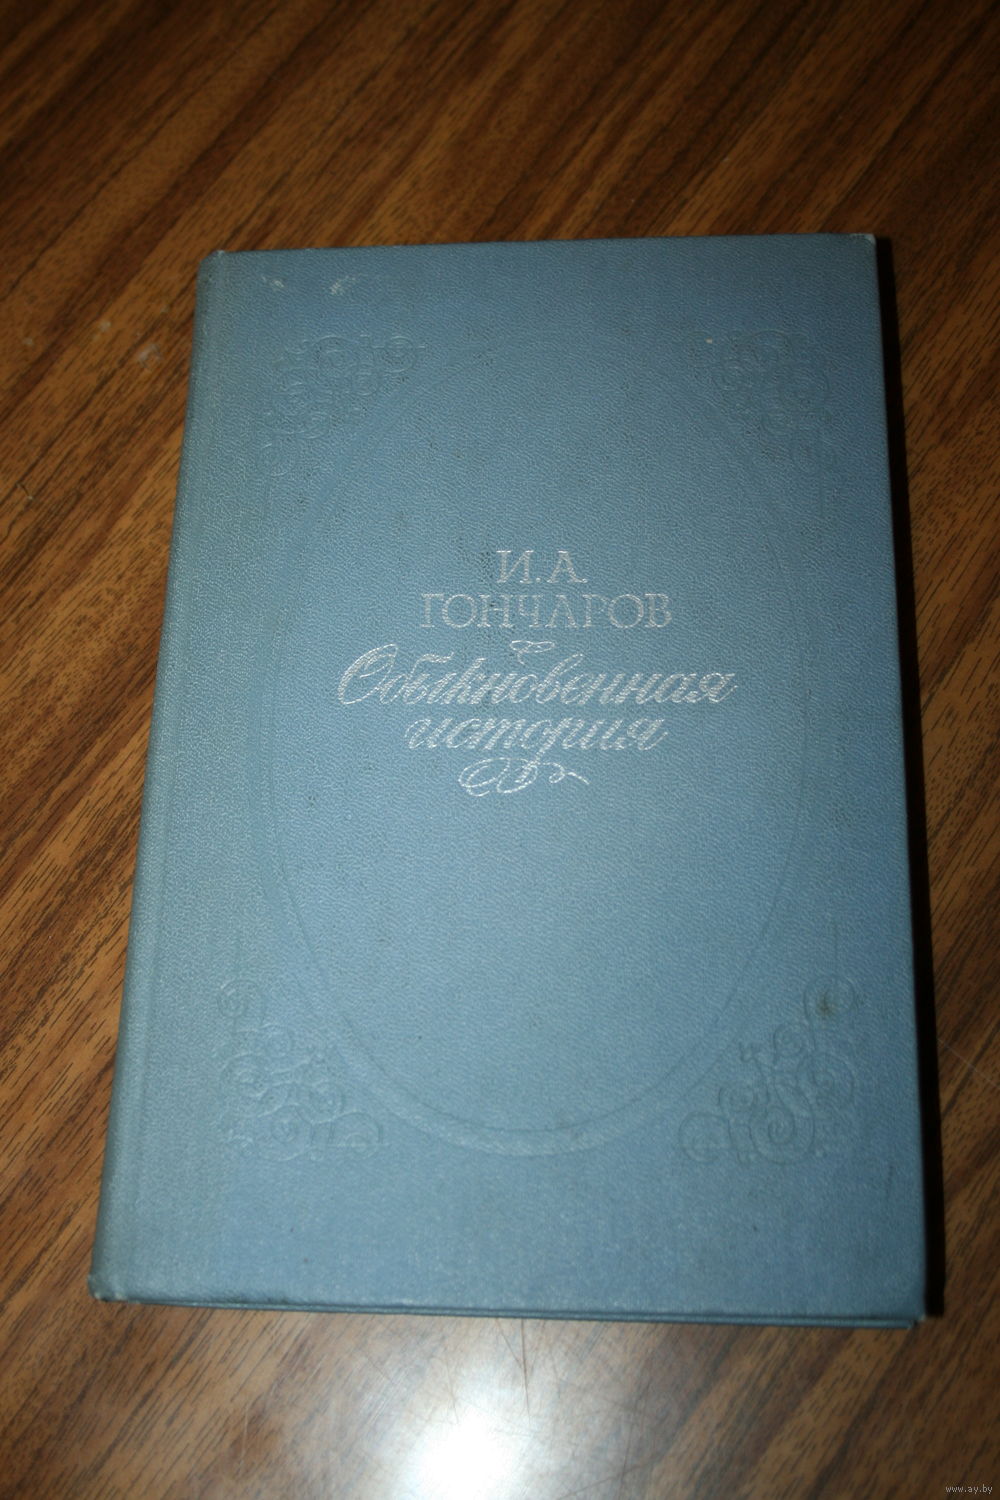 И.А.
ГОНЧАРОВ
Обыкновенная
история
www.ay.by